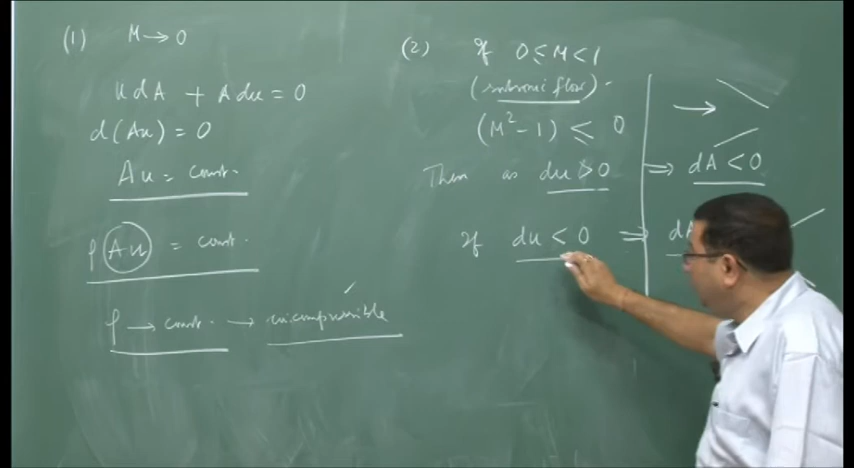 (1) M → 0
u dA + A du = 0
d(Au) = 0
Au = const.
ρ Au = const.
ρ → const. → incompressible
(2) If 0 ≤ M < 1
(subsonic flow).
(M² - 1) ≤ 0
Then as du > 0 ⇒ dA < 0
If du < 0 ⇒ dA